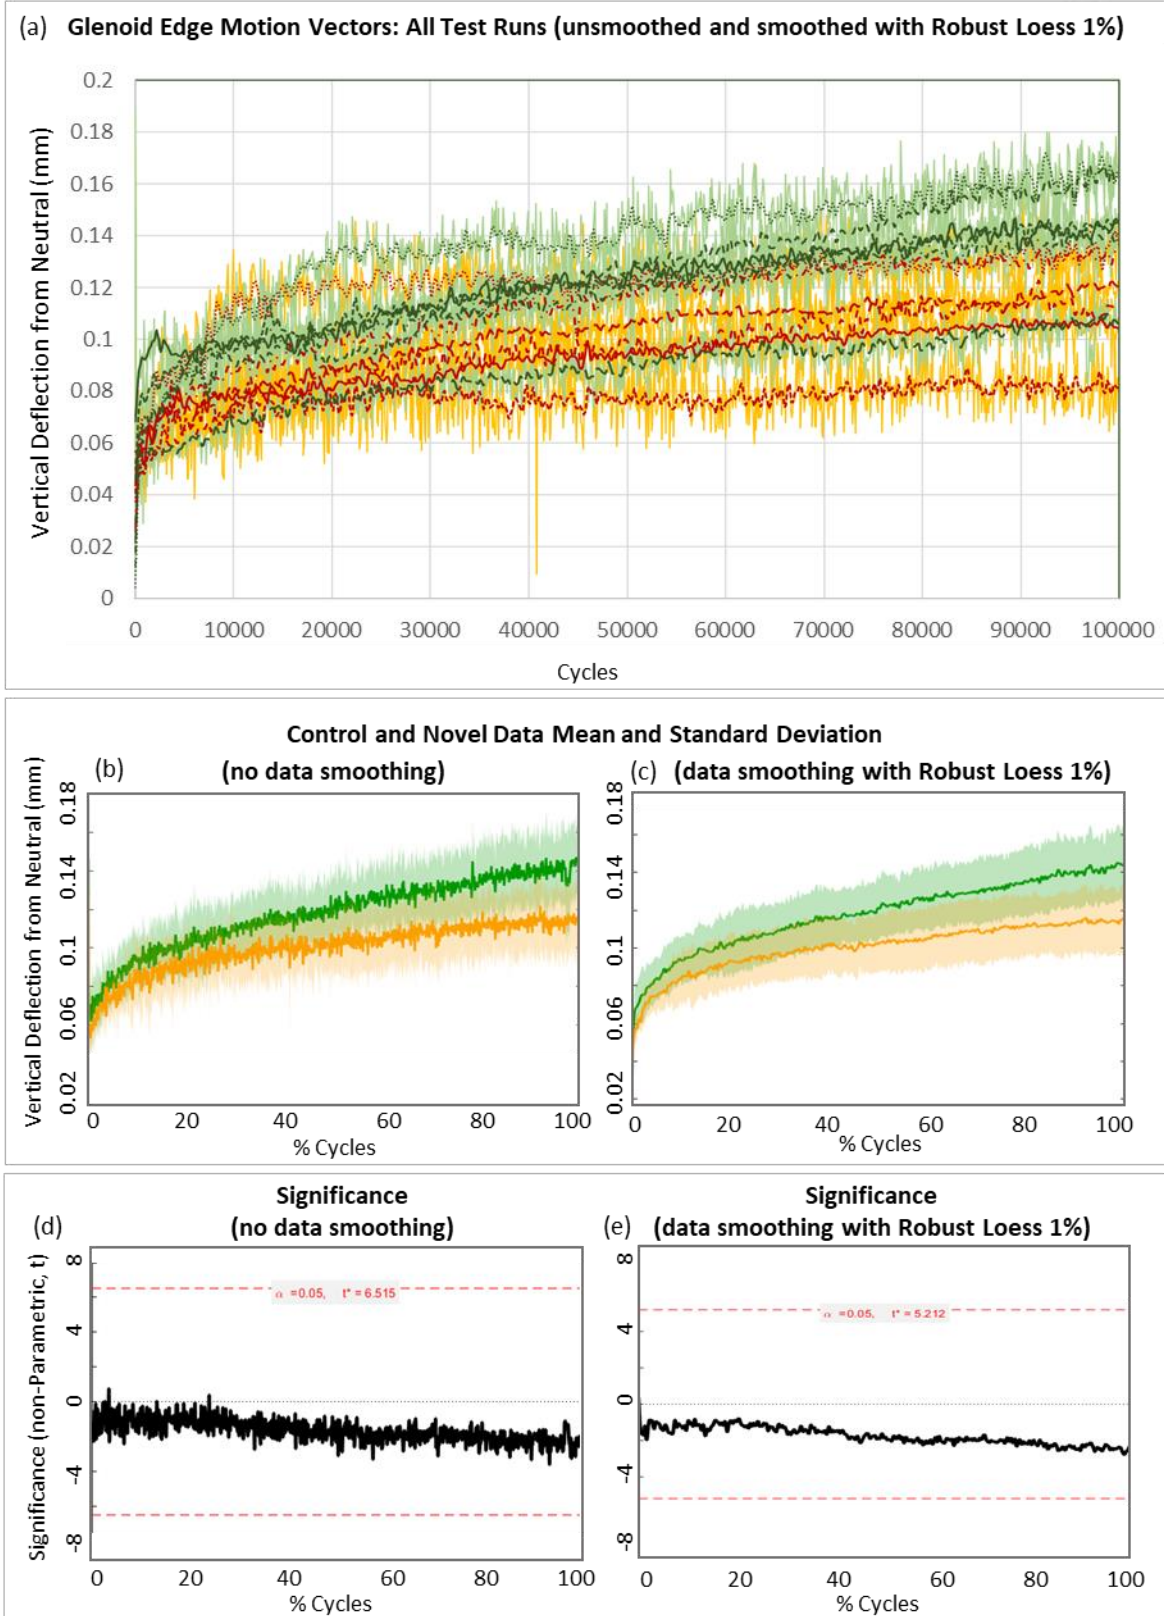 (a) Glenoid Edge Motion Vectors: All Test Runs (unsmoothed and smoothed with Robust Loess 1%)
Vertical Deflection from Neutral (mm)
0.2
0.18
0.16
0.14
0.12
0.1
0.08
0.06
0.04
0.02
0
0 10000 20000 30000 40000 50000 60000 70000 80000 90000 100000
Cycles
Control and Novel Data Mean and Standard Deviation
(b) (no data smoothing)
(c) (data smoothing with Robust Loess 1%)
Vertical Deflection from Neutral (mm)
0.18
0.14
0.1
0.06
0.02
0 20 40 60 80 100
% Cycles
0.18
0.14
0.1
0.06
0.02
0 20 40 60 80 100
% Cycles
Significance
(d) (no data smoothing)
Significance
(e) (data smoothing with Robust Loess 1%)
Significance (non-Parametric, t)
8
4
0
-4
-8
α =0.05, t* = 6.515
0 20 40 60 80 100
% Cycles
8
4
0
-4
-8
α =0.05, t* = 5.212
0 20 40 60 80 100
% Cycles